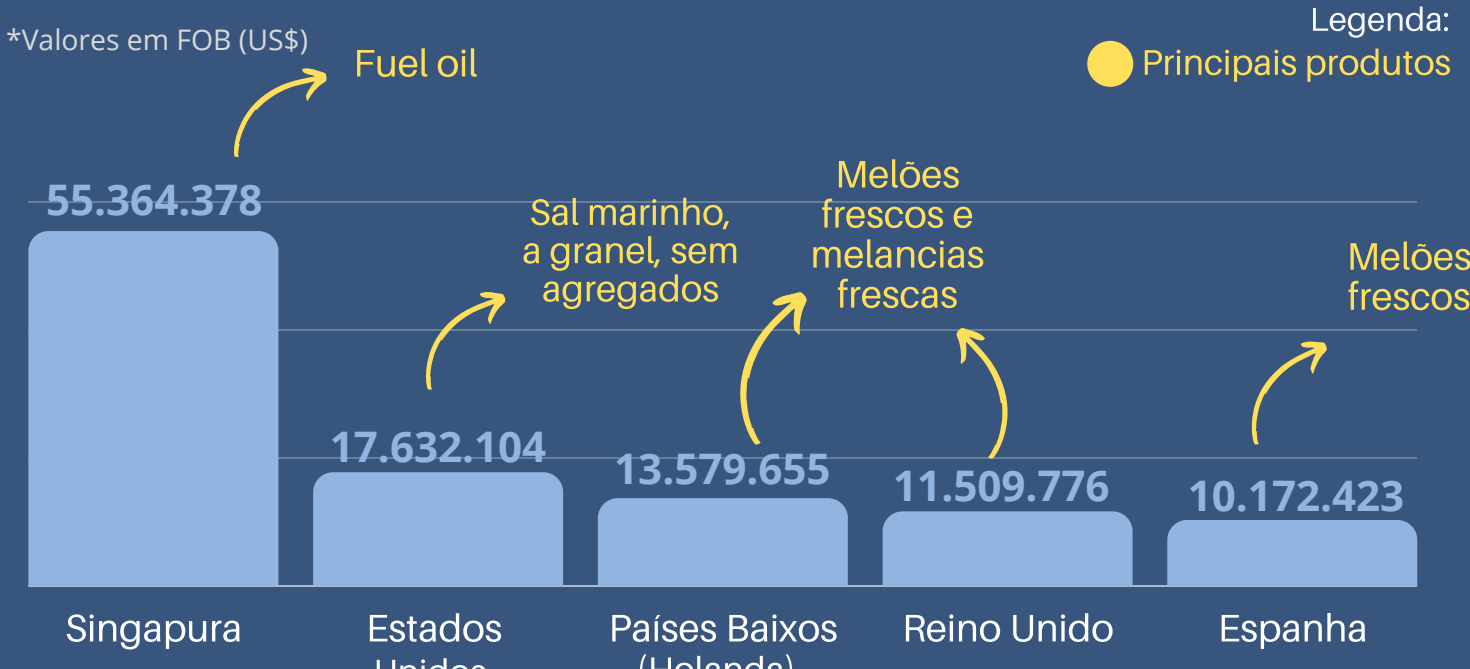 *Valores em FOB (US$)
Legenda:
Fuel oil
Principais produtos
55.364.378
Sal marinho,
a granel, sem
agregados
Melões
frescos e
melancias
frescas
Melões
frescos
17.632.104
13.579.655
11.509.776
10.172.423
Singapura
Estados
Unidos
Países Baixos
(Holanda)
Reino Unido
Espanha